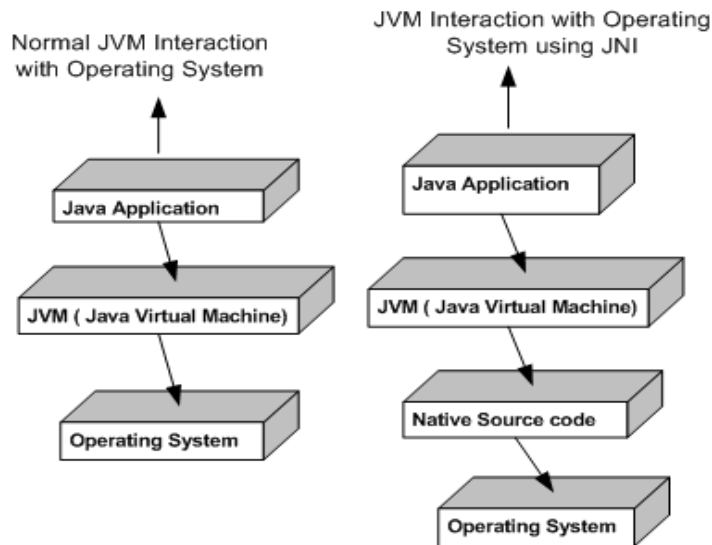 Normal JVM Interaction
with Operating System
Java Application
JVM ( Java Virtual Machine)
Operating System
JVM Interaction with Operating
System using JNI
Java Application
JVM ( Java Virtual Machine)
Native Source code
Operating System